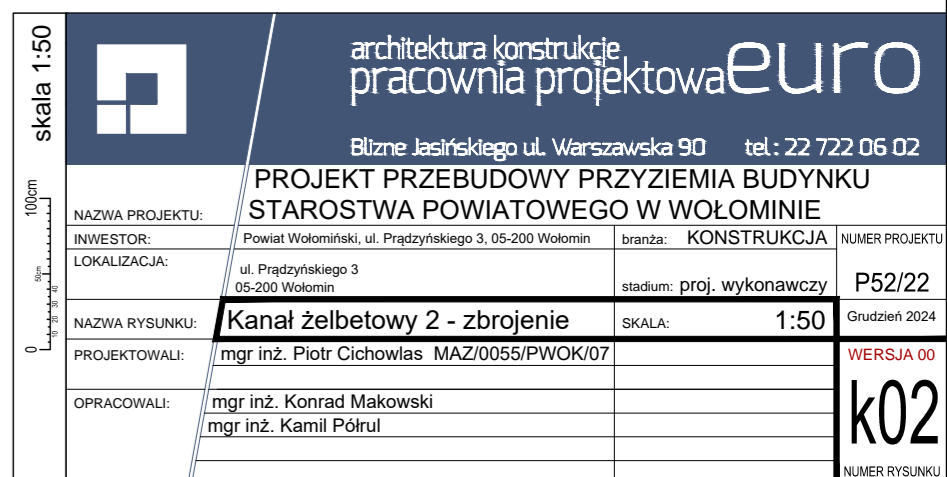 skala 1:50
100cm
50cm
40
30
20
10
0
architektura konstrukcje
pracownia projektowa euro
Blizne Jasińskiego ul. Warszawska 90 tel.: 22 722 06 02
NAZWA PROJEKTU: PROJEKT PRZEBUDOWY PRZYZIEMIA BUDYNKU
STAROSTWA POWIATOWEGO W WOŁOMINIE
INWESTOR: Powiat Wołomiński, ul. Prądzyńskiego 3, 05-200 Wołomin branża: KONSTRUKCJA NUMER PROJEKTU
LOKALIZACJA: ul. Prądzyńskiego 3
05-200 Wołomin stadium: proj. wykonawczy P52/22
NAZWA RYSUNKU: Kanał żelbetowy 2 - zbrojenie SKALA: 1:50 Grudzień 2024
PROJEKTOWALI: mgr inż. Piotr Cichowlas MAZ/0055/PWOK/07 WERSJA 00
OPRACOWALI: mgr inż. Konrad Makowski
mgr inż. Kamil Półrul
k02
NUMER RYSUNKU